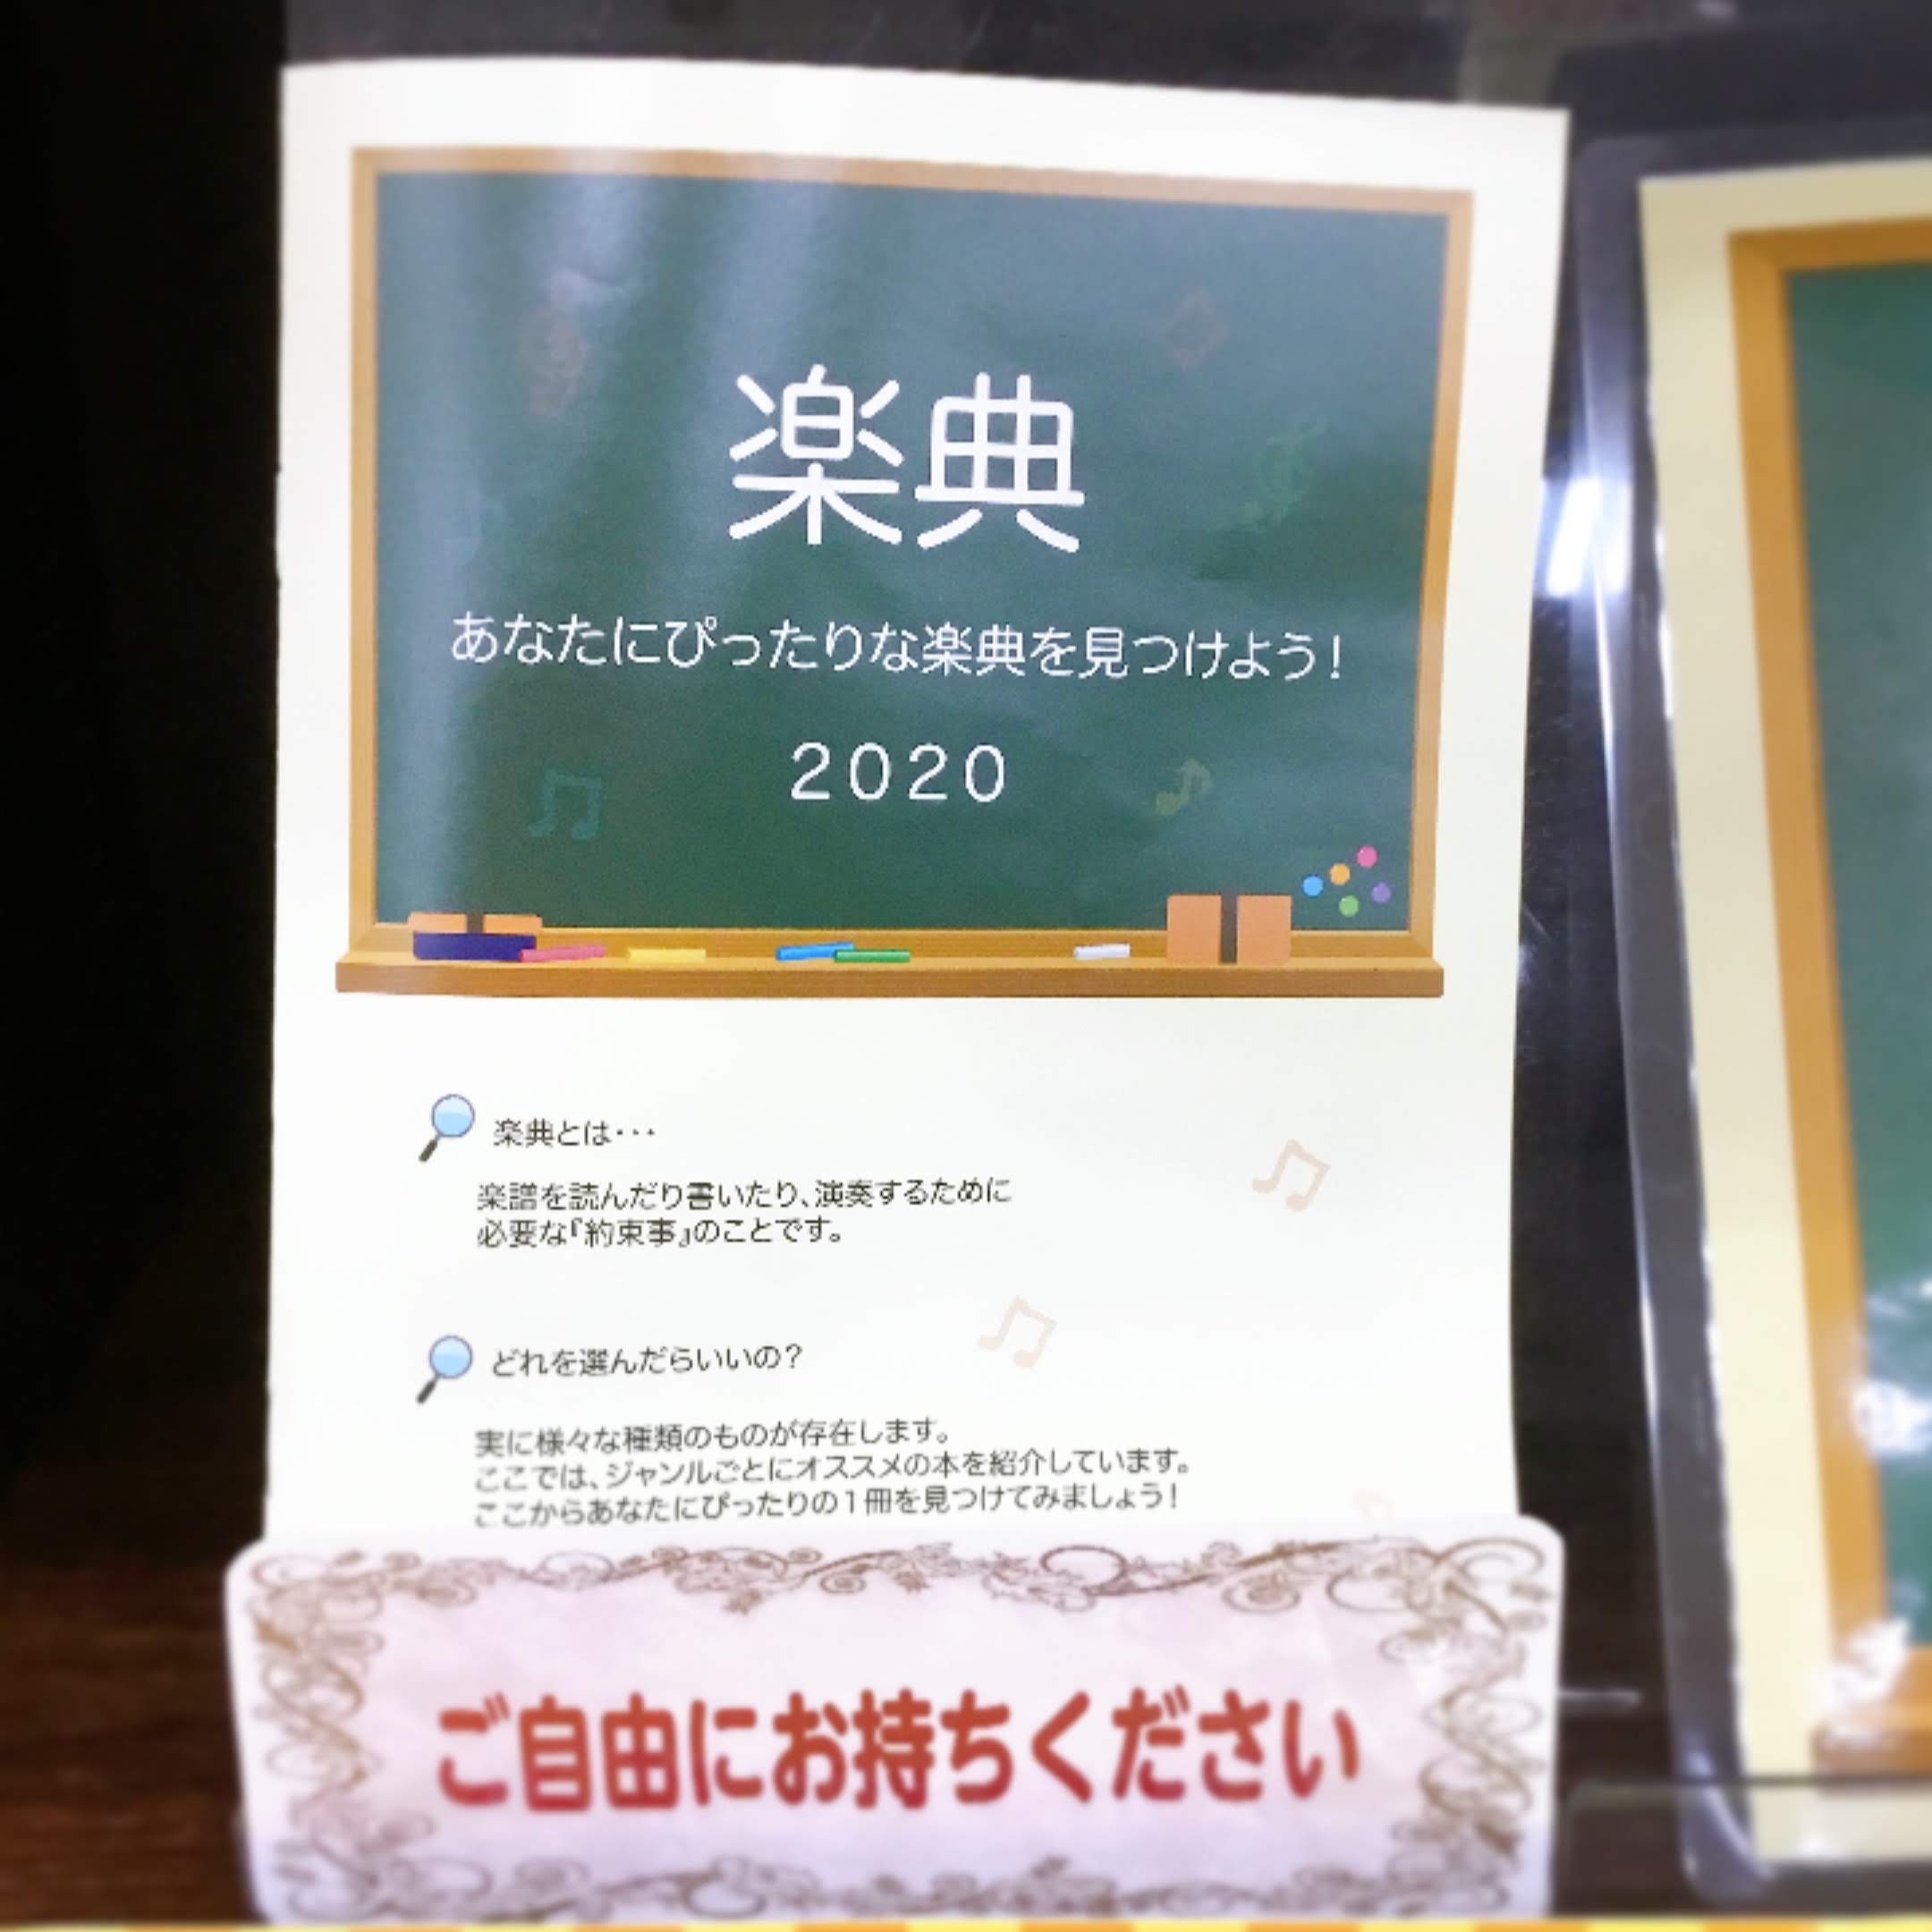 楽典
あなたにぴったりな楽典を見つけよう！
2020
楽典とは・・・
楽譜を読んだり書いたり、演奏するために
必要な『約束事』のことです。
どれを選んだらいいの？
実に様々な種類のものが存在します。
ここでは、ジャンルごとにオススメの本を紹介しています。
ここからあなたにぴったりの1冊を見つけてみましょう！
ご自由にお持ちください